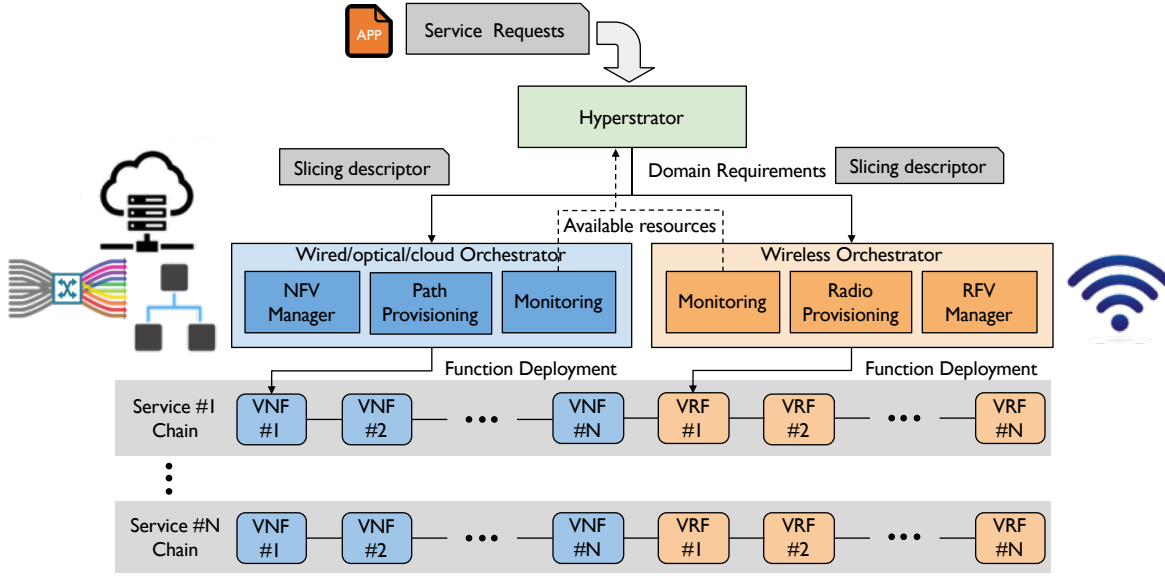 APP
Service Requests
Hyperstrator
Slicing descriptor
Domain Requirements
Slicing descriptor
Available resources
Wired/optical/cloud Orchestrator
NFV
Manager
Path
Provisioning
Monitoring
Wireless Orchestrator
Monitoring
Radio
Provisioning
RFV
Manager
Function Deployment
Function Deployment
Service #1
Chain
VNF
#1
VNF
#2
VNF
#N
VRF
#1
VRF
#2
VRF
#N
Service #N
Chain
VNF
#1
VNF
#2
VNF
#N
VRF
#1
VRF
#2
VRF
#N